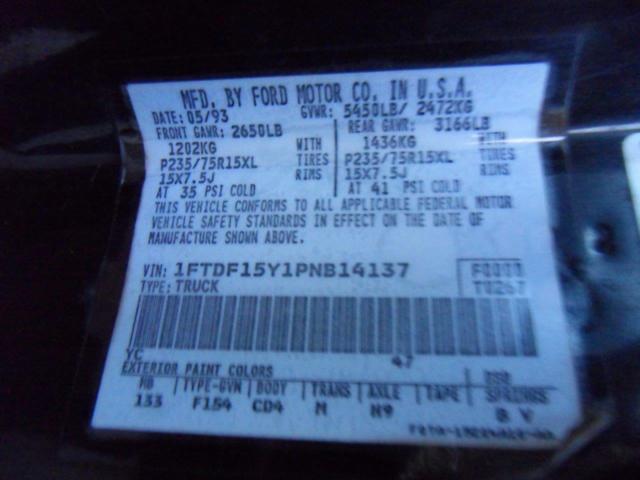 MFD. BY FORD MOTOR CO. IN U.S.A.
DATE: 05/93 GVWR: 5450LB/ 2472KG
FRONT GAWR: 2650LB REAR GAWR: 3166LB
1202KG WITH 1436KG WITH
P235/75R15XL TIRES P235/75R15XL TIRES
15X7.5J RIMS 15X7.5J RIMS
AT 35 PSI COLD AT 41 PSI COLD
THIS VEHICLE CONFORMS TO ALL APPLICABLE FEDERAL MOTOR
VEHICLE SAFETY STANDARDS IN EFFECT ON THE DATE OF
MANUFACTURE SHOWN ABOVE.
VIN: 1FTDF15Y1PNB14137 F0000
TYPE: TRUCK T0267
YC 47
EXTERIOR PAINT COLORS DSO
WB TYPE-GVW BODY TRANS AXLE TAPE SPRINGS
133 F154 CD4 M H9 B V